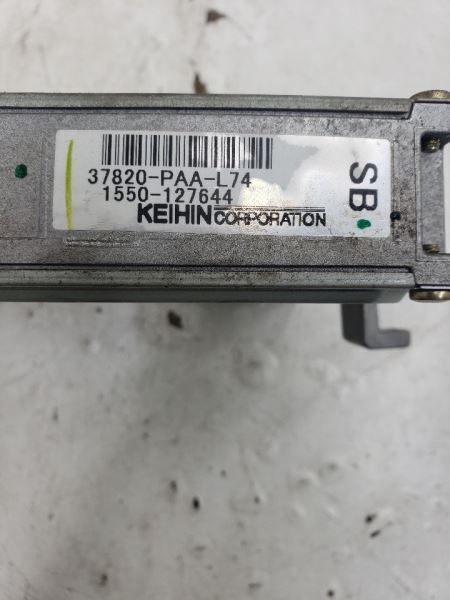 37820-PAA-L74
1550-127644
KEIHIN CORPORATION
SB